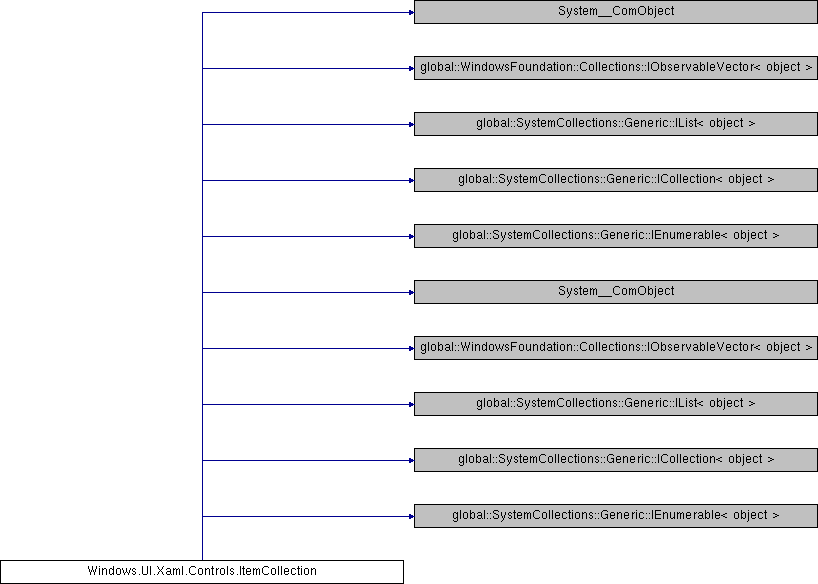 System__ComObject
global::WindowsFoundation::Collections::IObservableVector< object >
global::SystemCollections::Generic::IList< object >
global::SystemCollections::Generic::ICollection< object >
global::SystemCollections::Generic::IEnumerable< object >
System__ComObject
global::WindowsFoundation::Collections::IObservableVector< object >
global::SystemCollections::Generic::IList< object >
global::SystemCollections::Generic::ICollection< object >
global::SystemCollections::Generic::IEnumerable< object >
Windows.UI.Xaml.Controls.ItemCollection